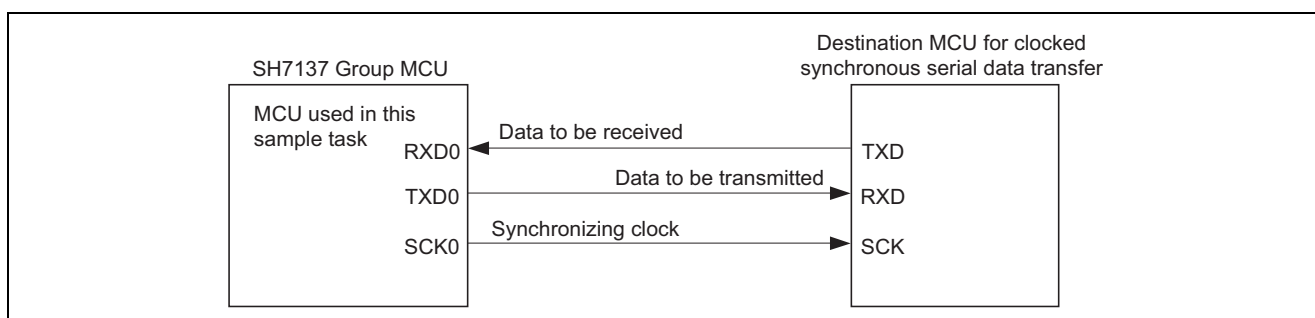 SH7137 Group MCU
Destination MCU for clocked
synchronous serial data transfer
MCU used in this
sample task
RXD0
Data to be received
TXD
TXD0
Data to be transmitted
RXD
SCK0
Synchronizing clock
SCK